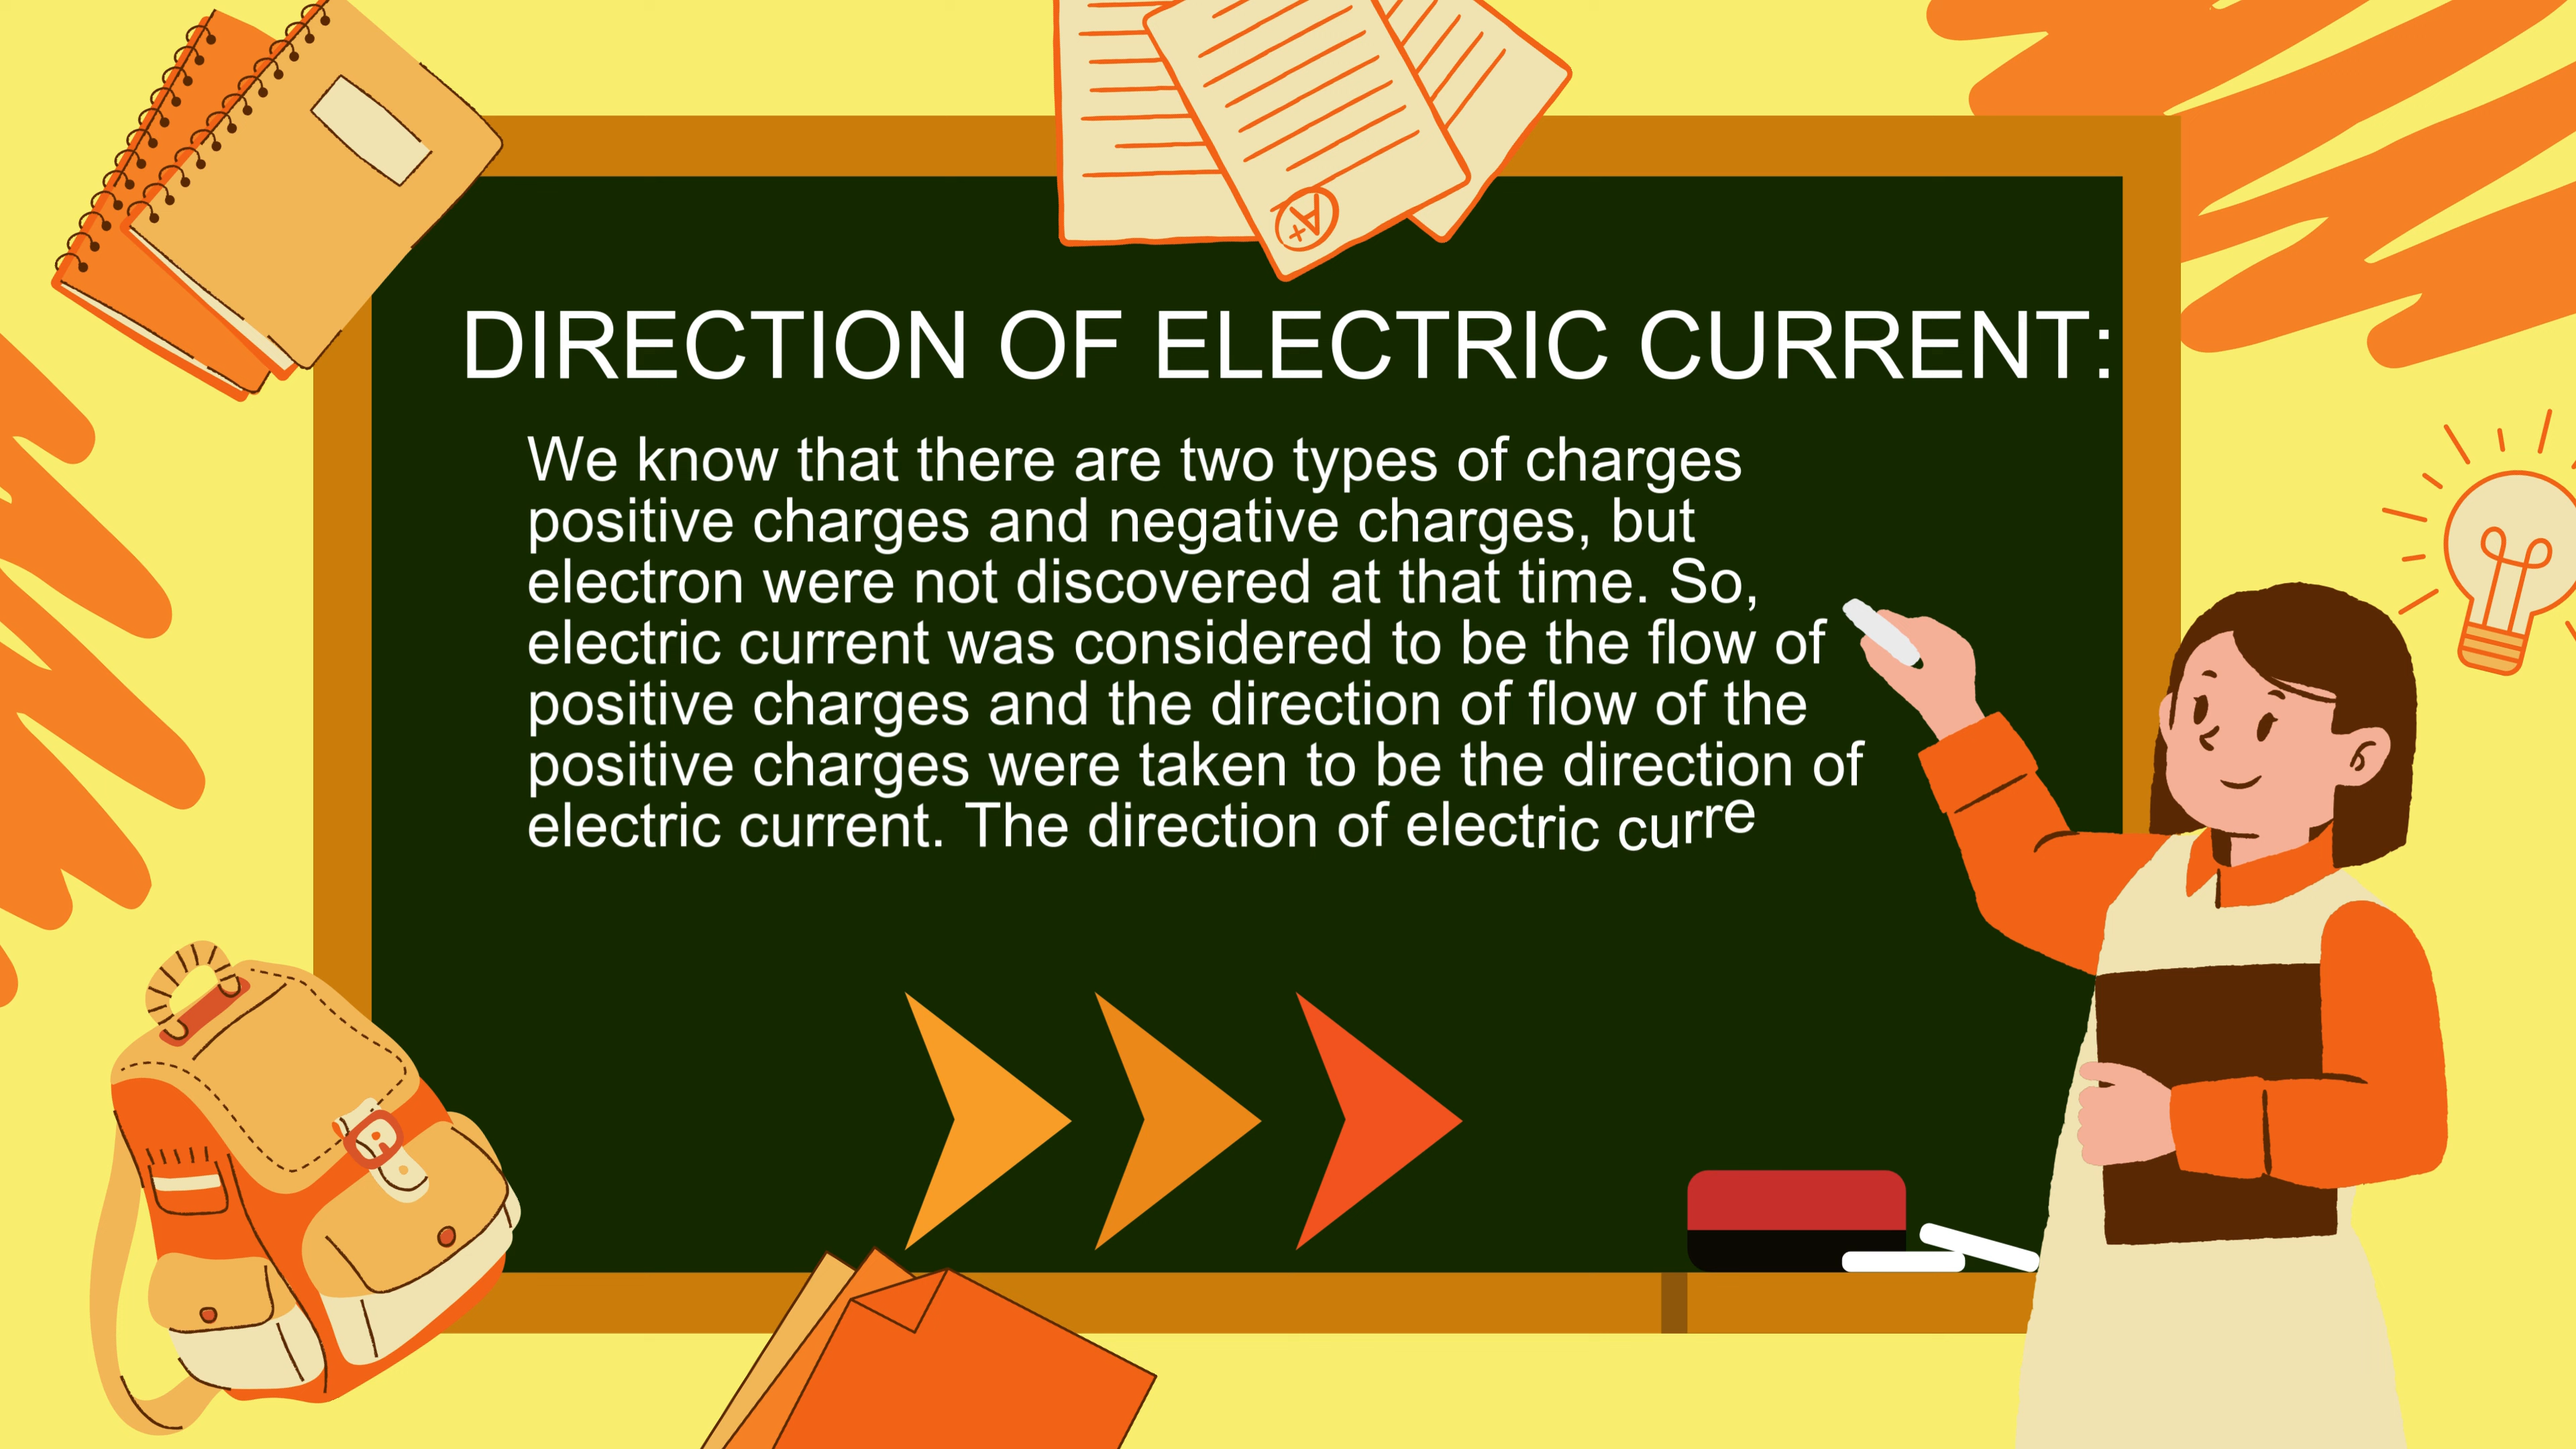 A+
DIRECTION OF ELECTRIC CURRENT:
We know that there are two types of charges
positive charges and negative charges, but
electron were not discovered at that time. So,
electric current was considered to be the flow of
positive charges and the direction of flow of the
positive charges were taken to be the direction of
electric current. The direction of electric curre